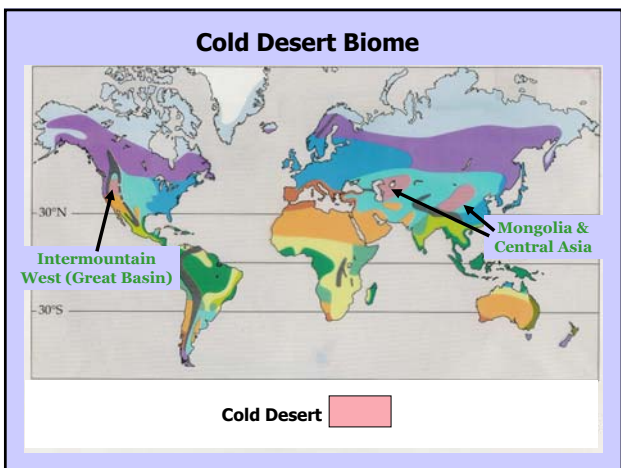 Cold Desert Biome
30°N
Mongolia &
Central Asia
Intermountain
West (Great Basin)
30°S
Cold Desert